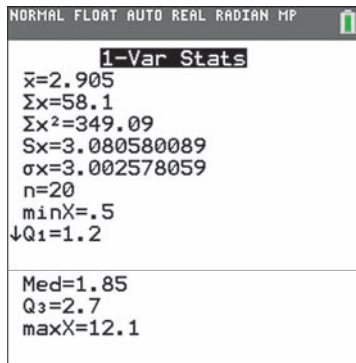 NORMAL FLOAT AUTO REAL RADIAN MP
1-Var Stats
x̄=2.905
Σx=58.1
Σx²=349.09
Sx=3.080580089
σx=3.002578059
n=20
minX=.5
↓Q₁=1.2
Med=1.85
Q₃=2.7
maxX=12.1